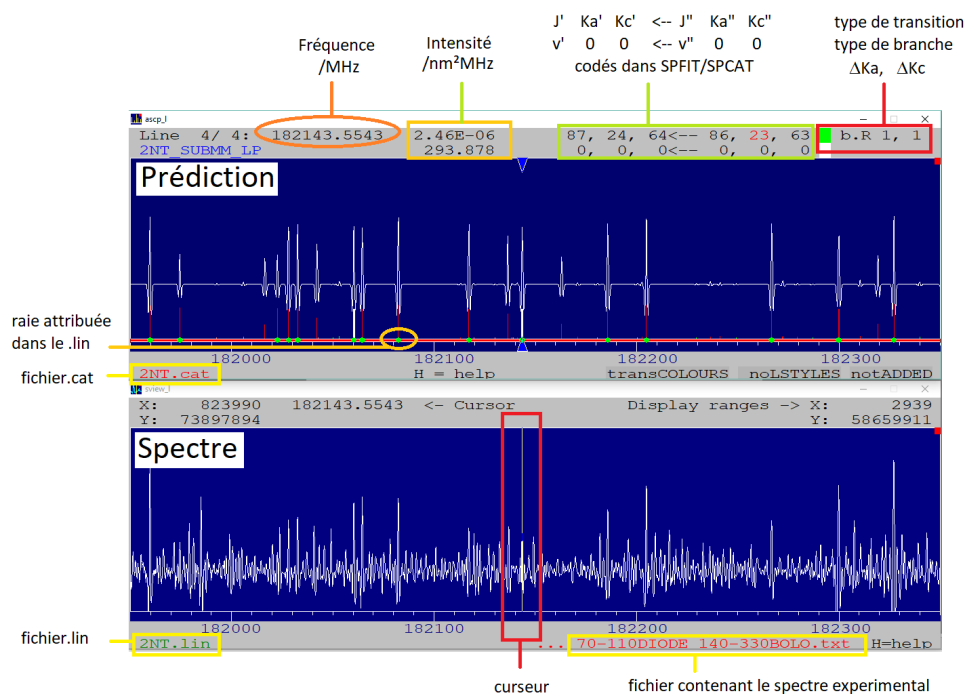 J' Ka' Kc' <-- J" Ka" Kc"
v' 0 0 <-- v" 0 0
codés dans SPFIT/SPCAT
type de transition
type de branche
ΔKa, ΔKc
Fréquence
/MHz
Intensité
/nm²MHz
ascp_l
Line 4/ 4: 182143.5543 2.46E-06 87, 24, 64<-- 86, 23, 63 b.R 1, 1
2NT_SUBMM_LP 293.878 0, 0, 0<-- 0, 0, 0
Prédiction
raie attribuée
dans le .lin
182000 182100 182200 182300
fichier.cat
2NT.cat H = help transCOLOURS noLSTYLES notADDED
sview_l
X: 823990 182143.5543 <- Cursor Display ranges -> X: 2939
Y: 73897894 Y: 58659911
Spectre
182000 182100 182200 182300
fichier.lin
2NT.lin ... 70-110DIODE 140-330BOLO.txt H=help
curseur
fichier contenant le spectre experimental